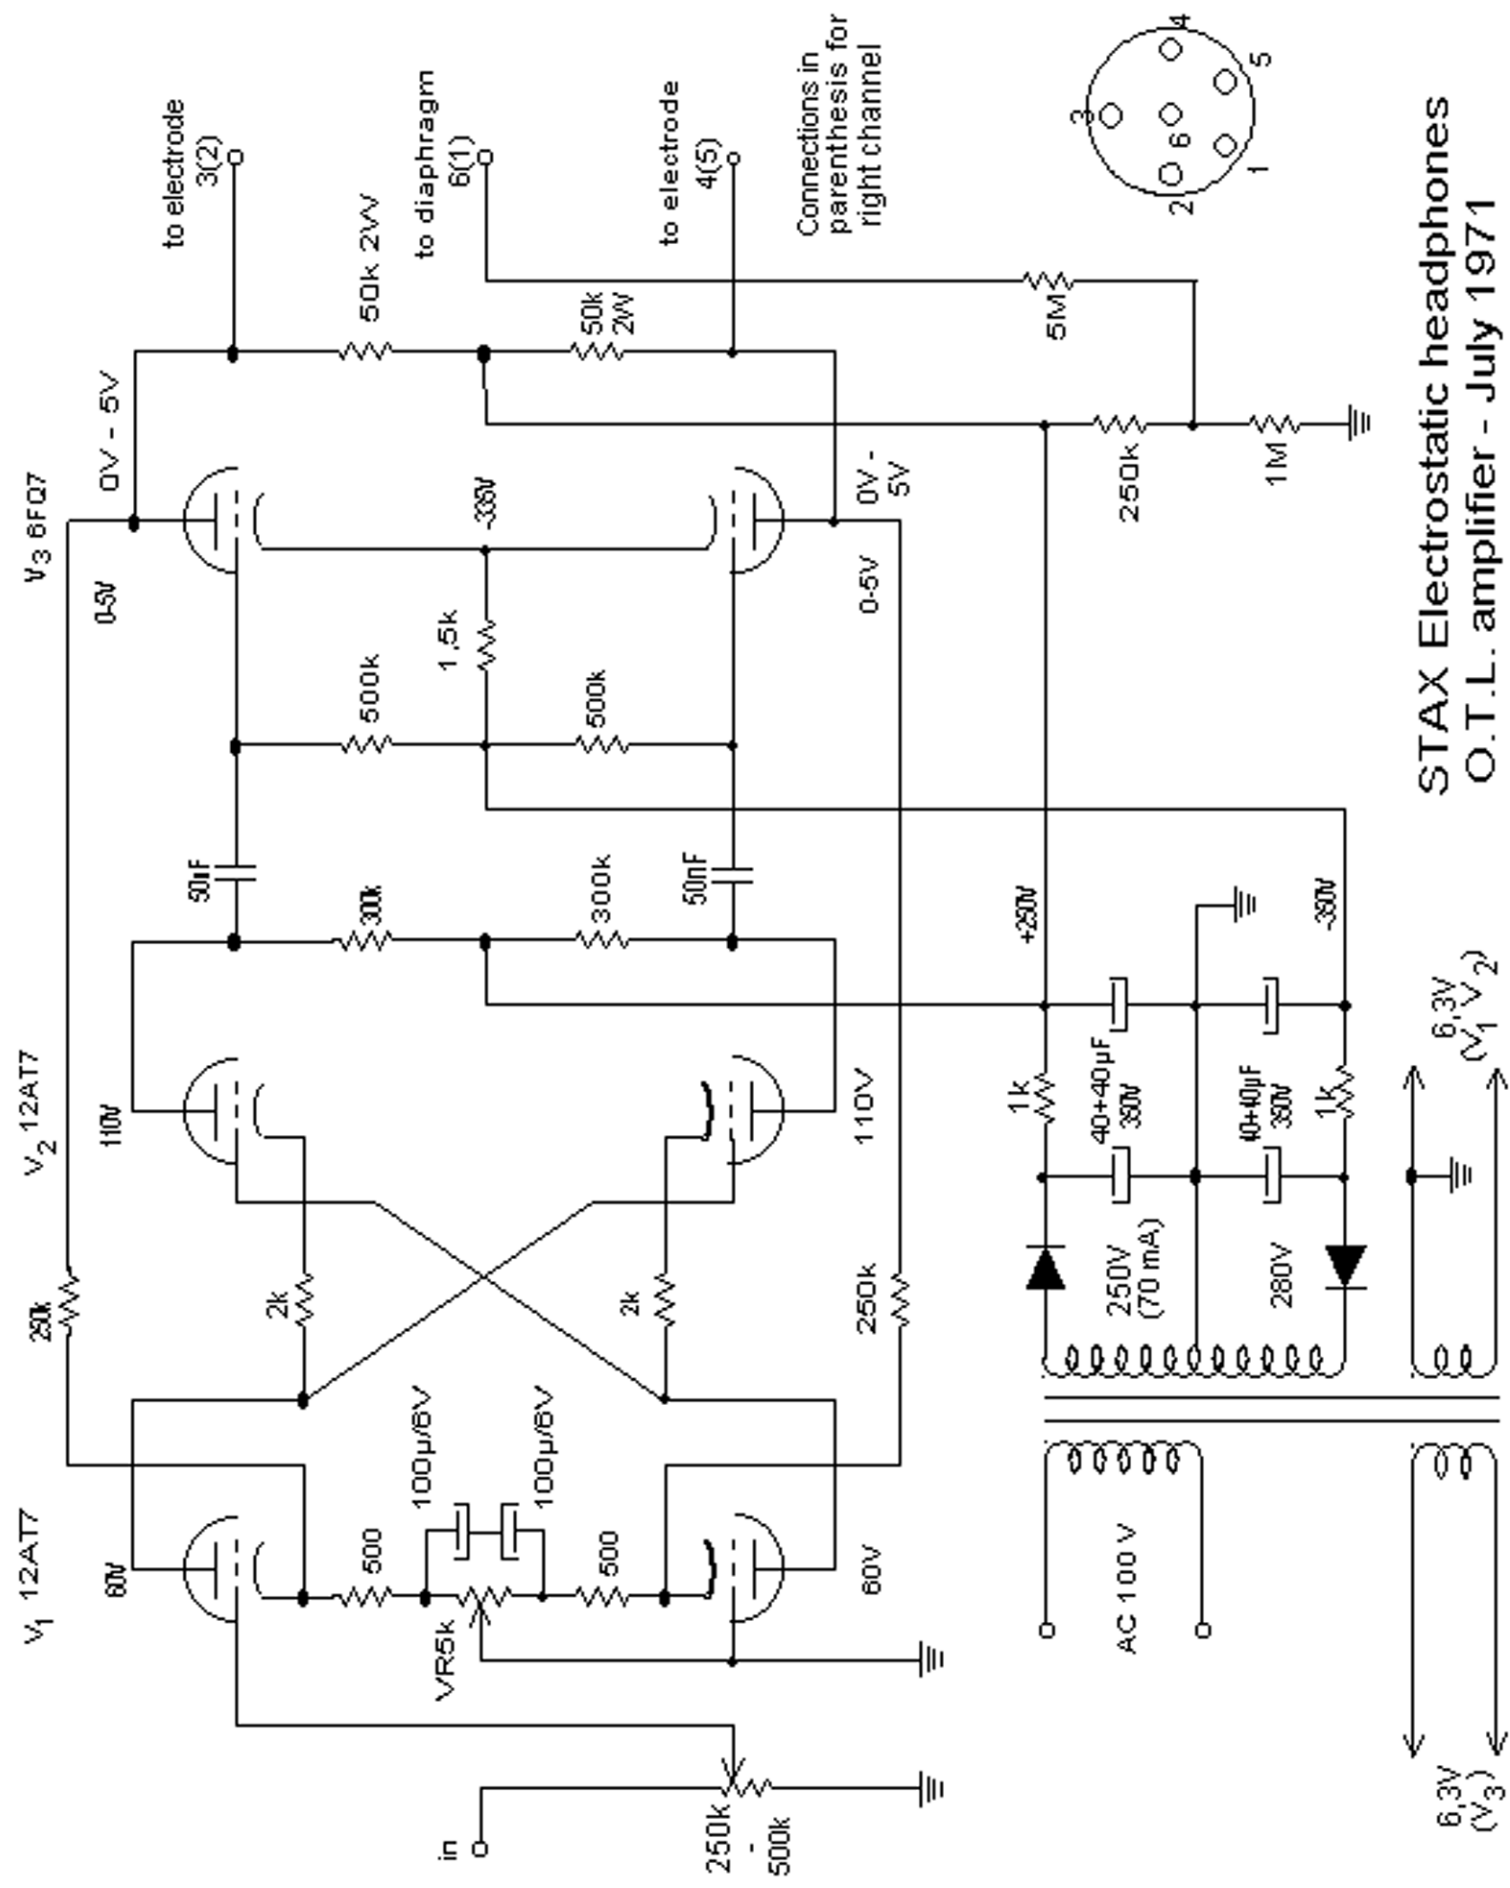 V1 12AT7
V2 12AT7
V3 6FQ7
250k
0-5V
0V - 5V
to electrode
3(2)
60V
110V
50nF
50k 2W
2k
500
300k
500k
to diaphragm
6(1)
100µ/6V
1,5k
-335V
in
VR5k
100µ/6V
2k
500
300k
500k
50k
2W
to electrode
4(5)
50nF
250k
-
500k
60V
250k
110V
0-5V
0V -
5V
Connections in
parenthesis for
right channel
1k
+250V
5M
AC 100 V
250V
(70 mA)
40+40µF
350V
250k
280V
40+40µF
350V
1k
-350V
1M
3
4
2
6
1
5
6,3V
(V3)
6,3V
(V1 V2)
STAX Electrostatic headphones
O.T.L. amplifier - July 1971